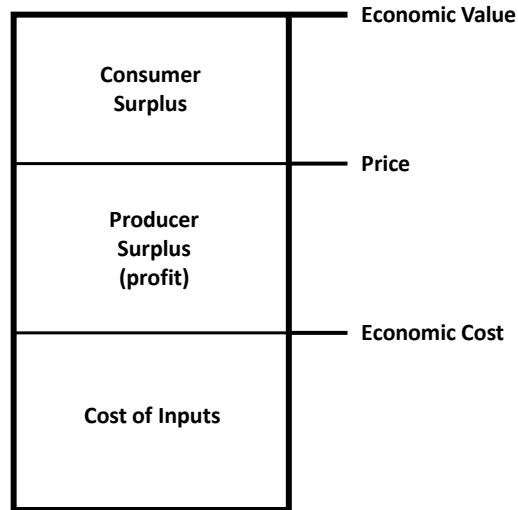 Economic Value
Consumer
Surplus
Price
Producer
Surplus
(profit)
Economic Cost
Cost of Inputs